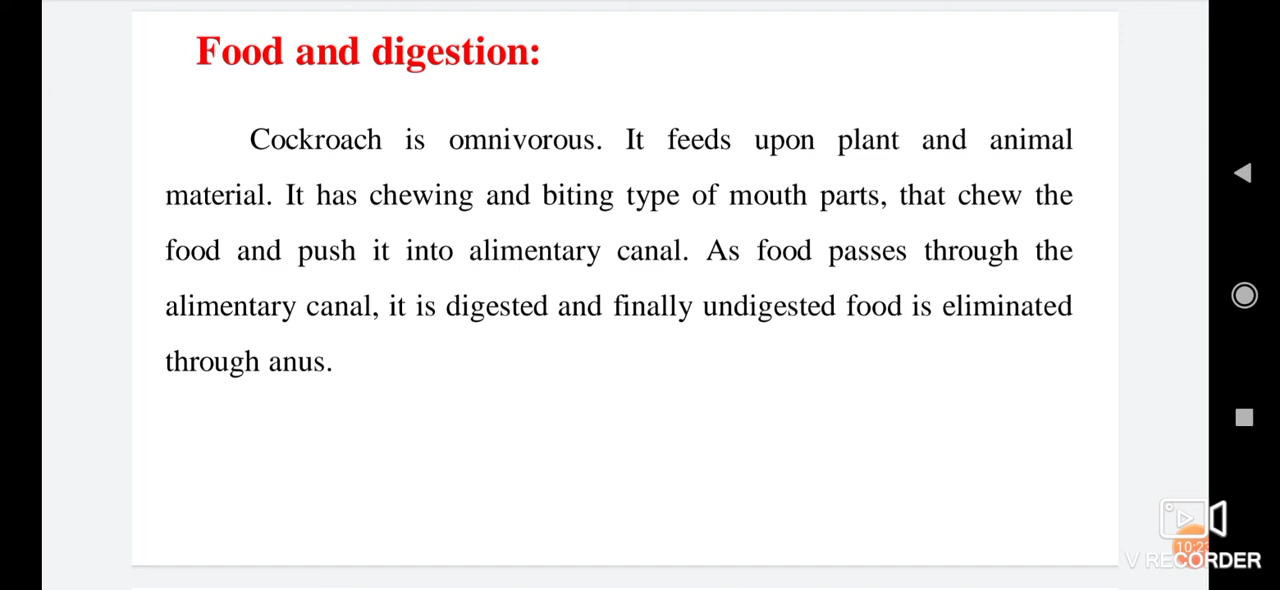 Food and digestion:
Cockroach is omnivorous. It feeds upon plant and animal
material. It has chewing and biting type of mouth parts, that chew the
food and push it into alimentary canal. As food passes through the
alimentary canal, it is digested and finally undigested food is eliminated
through anus.
V RECORDER